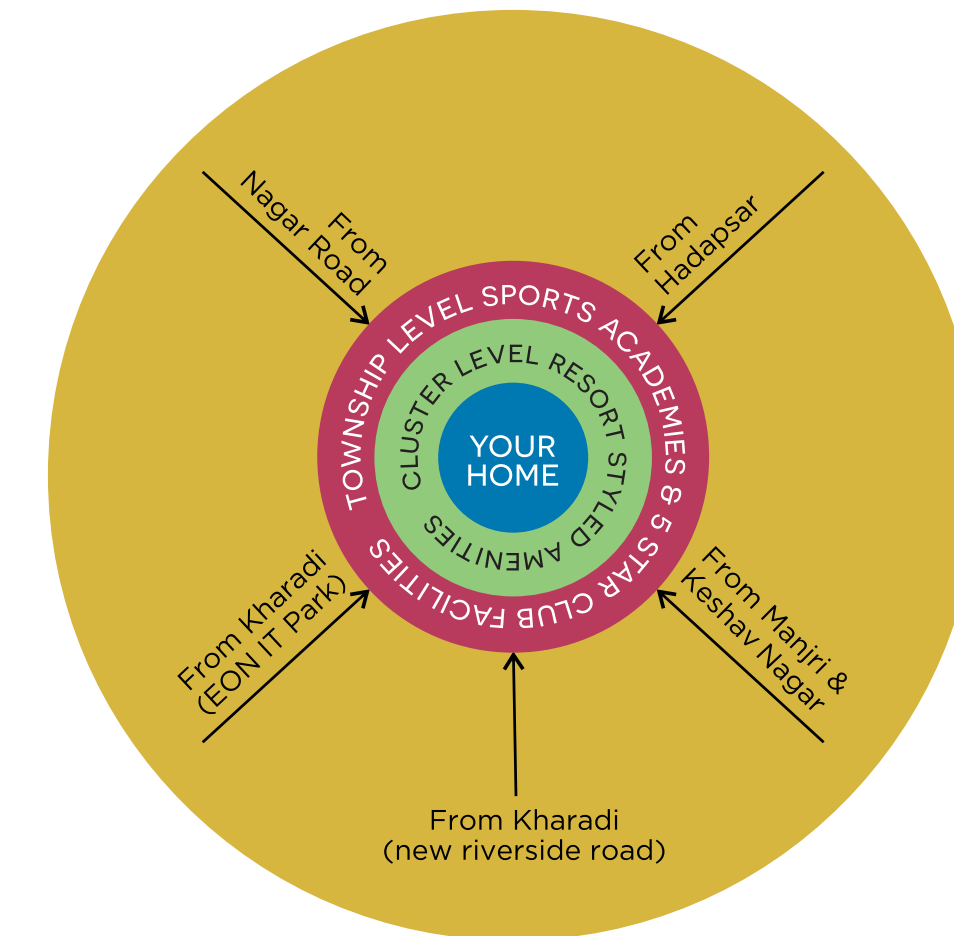 From
Nagar Road
From
Hadapsar
TOWNSHIP LEVEL SPORTS ACADEMIES & 5 STAR CLUB FACILITIES
CLUSTER LEVEL RESORT STYLED AMENITIES
YOUR
HOME
From Kharadi
(EON IT Park)
From Manjri &
Keshav Nagar
From Kharadi
(new riverside road)